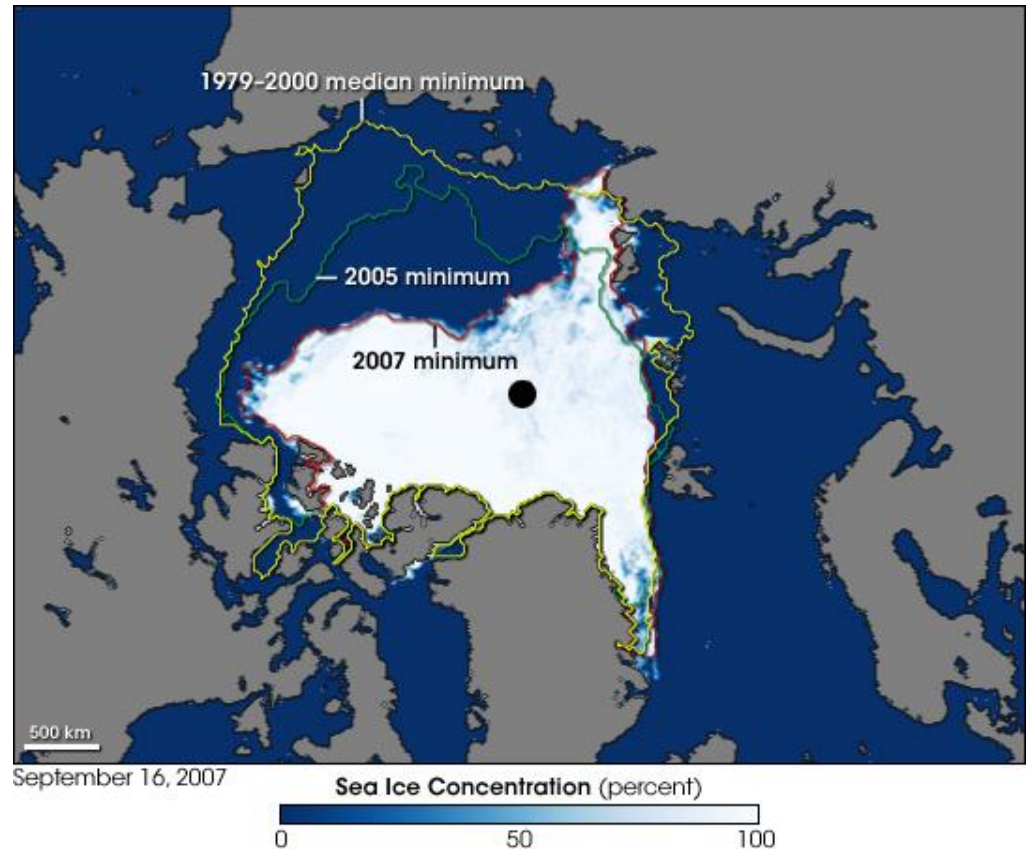 1979-2000 median minimum
2005 minimum
2007 minimum
500 km
September 16, 2007
Sea Ice Concentration (percent)
0 50 100